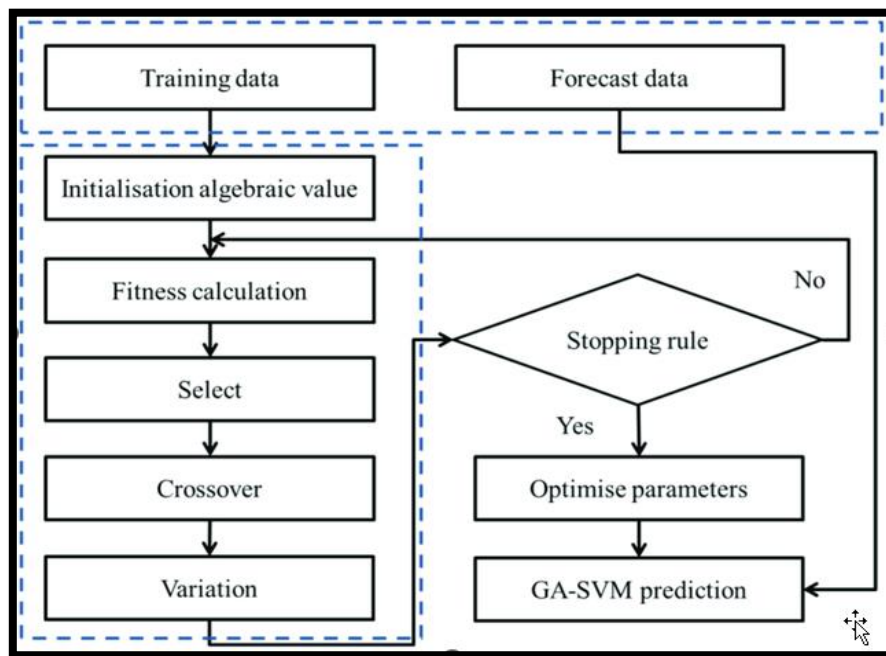 Training data
Forecast data
Initialisation algebraic value
Fitness calculation
No
Stopping rule
Select
Yes
Crossover
Optimise parameters
Variation
GA-SVM prediction